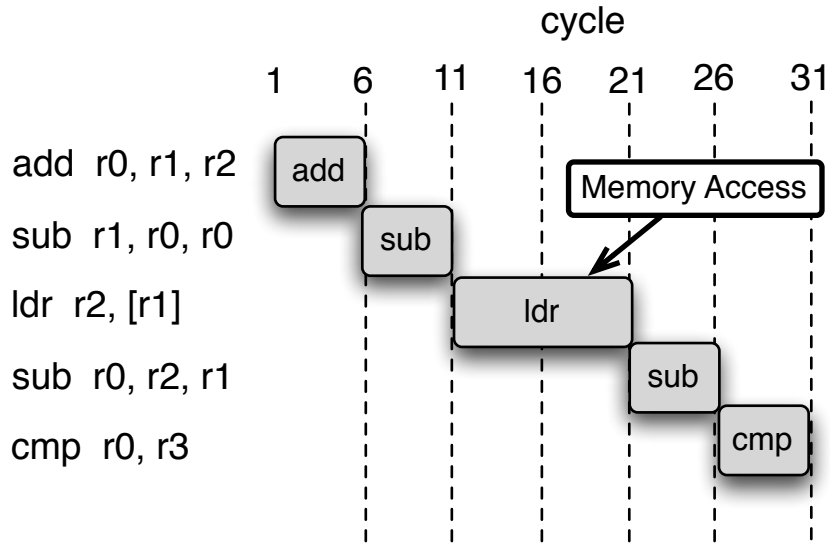 cycle
1 6 11 16 21 26 31
add r0, r1, r2
add
Memory Access
sub r1, r0, r0
sub
ldr r2, [r1]
ldr
sub r0, r2, r1
sub
cmp r0, r3
cmp